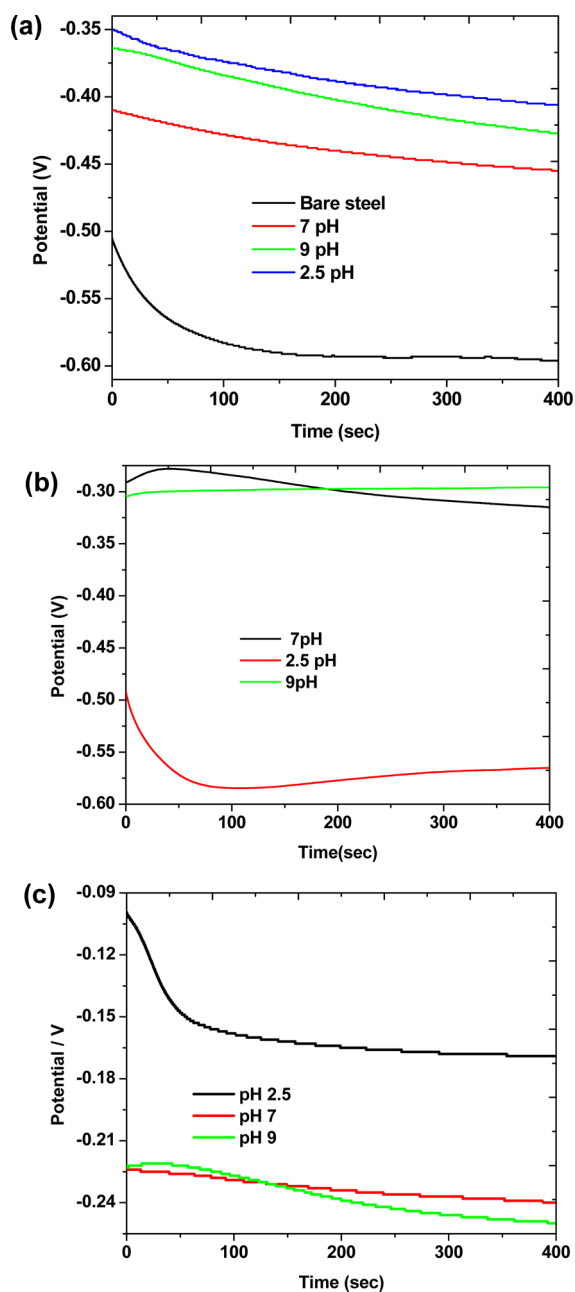 (a)
-0.35
-0.40
-0.45
-0.50
-0.55
-0.60
Potential (V)
Bare steel
7 pH
9 pH
2.5 pH
0 100 200 300 400
Time (sec)
(b)
-0.30
-0.35
-0.40
-0.45
-0.50
-0.55
-0.60
Potential (V)
7pH
2.5 pH
9pH
0 100 200 300 400
Time(sec)
(c)
-0.09
-0.12
-0.15
-0.18
-0.21
-0.24
Potential / V
pH 2.5
pH 7
pH 9
0 100 200 300 400
Time (sec)